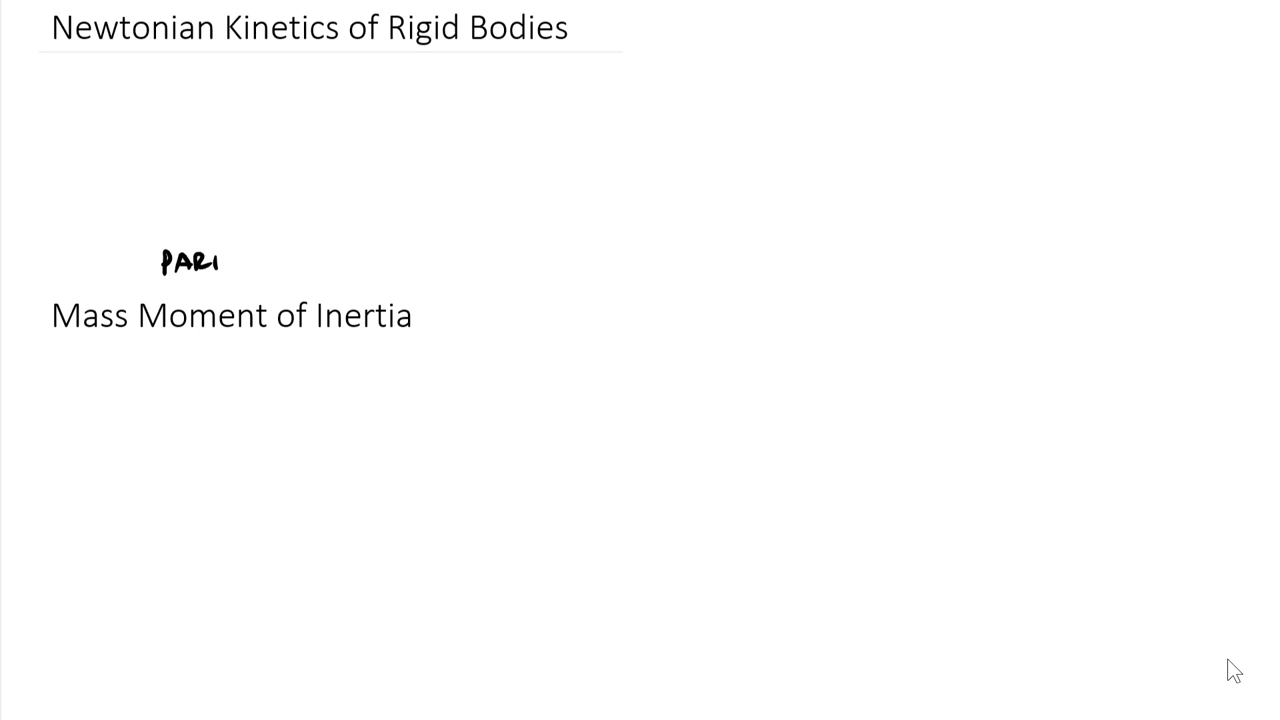 Newtonian Kinetics of Rigid Bodies
PARI
Mass Moment of Inertia